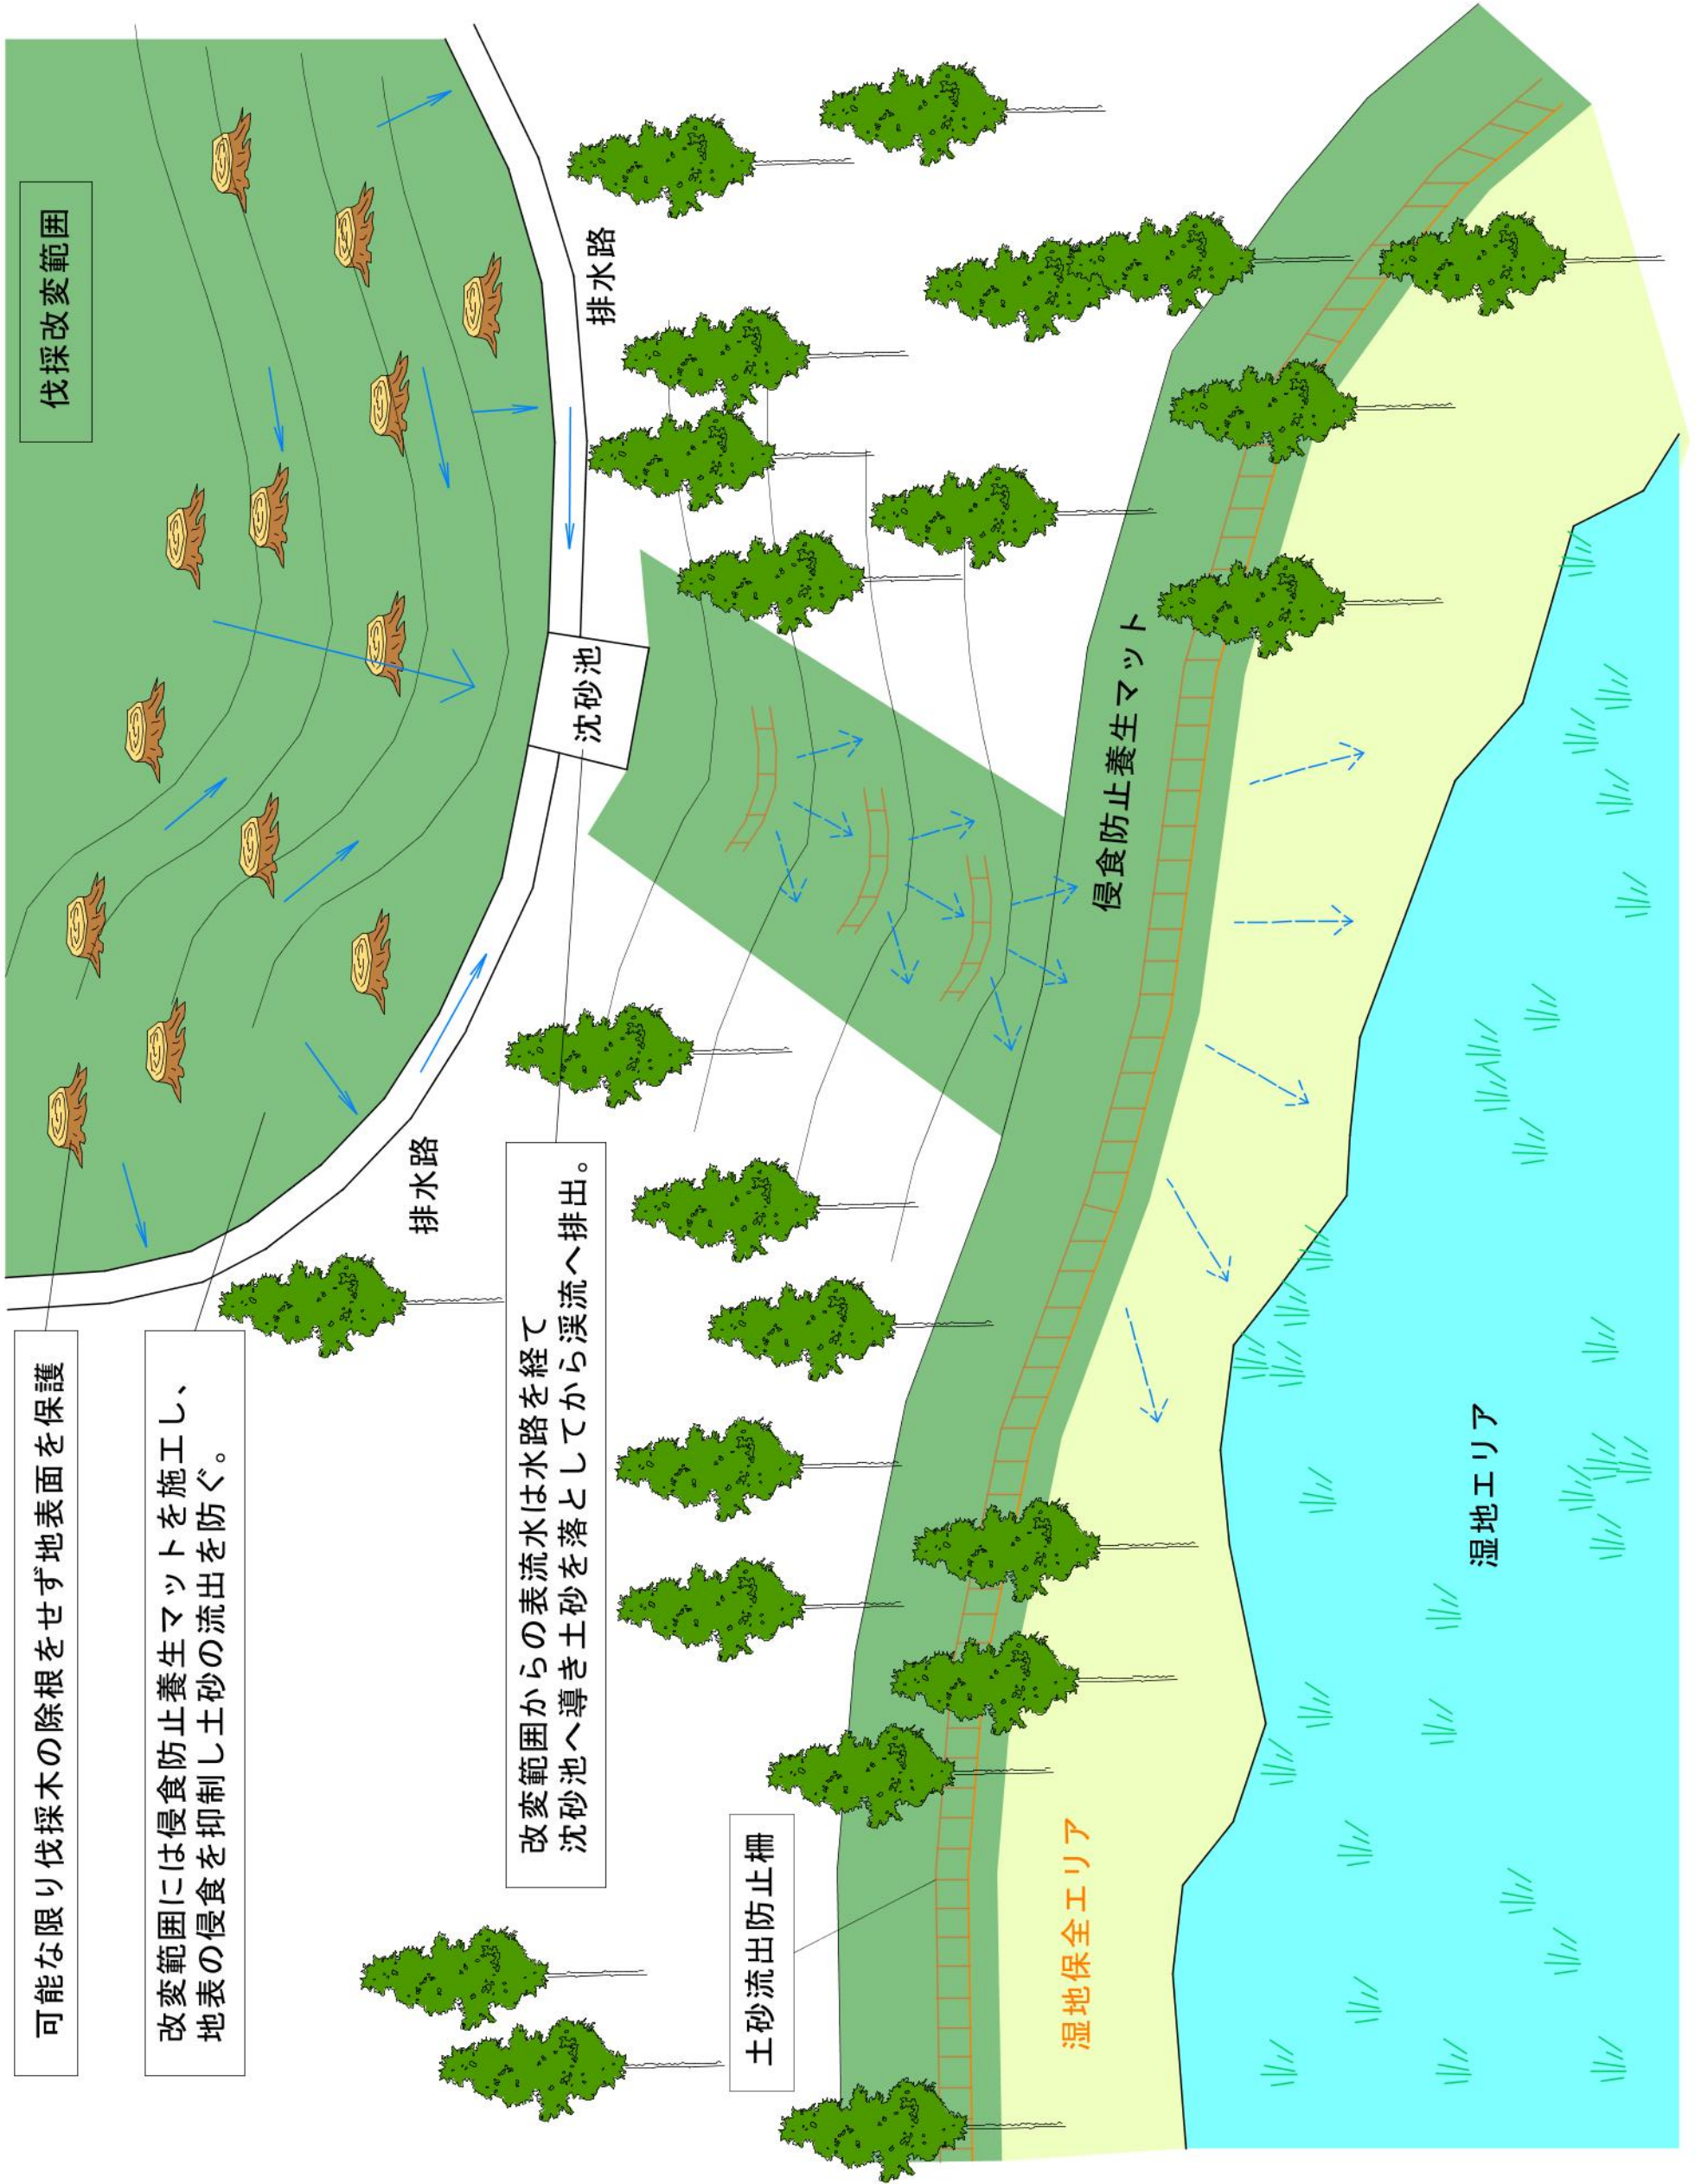 可能な限り伐採木の除根をせず地表面を保護
伐採改変範囲
改変範囲には侵食防止養生マットを施工し、
地表の侵食を抑制し土砂の流出を防ぐ。
排水路
排水路
改変範囲からの表流水は水路を経て
沈砂池へ導き土砂を落としてから渓流へ排出。
沈砂池
土砂流出防止柵
侵食防止養生マット
湿地保全エリア
湿地エリア